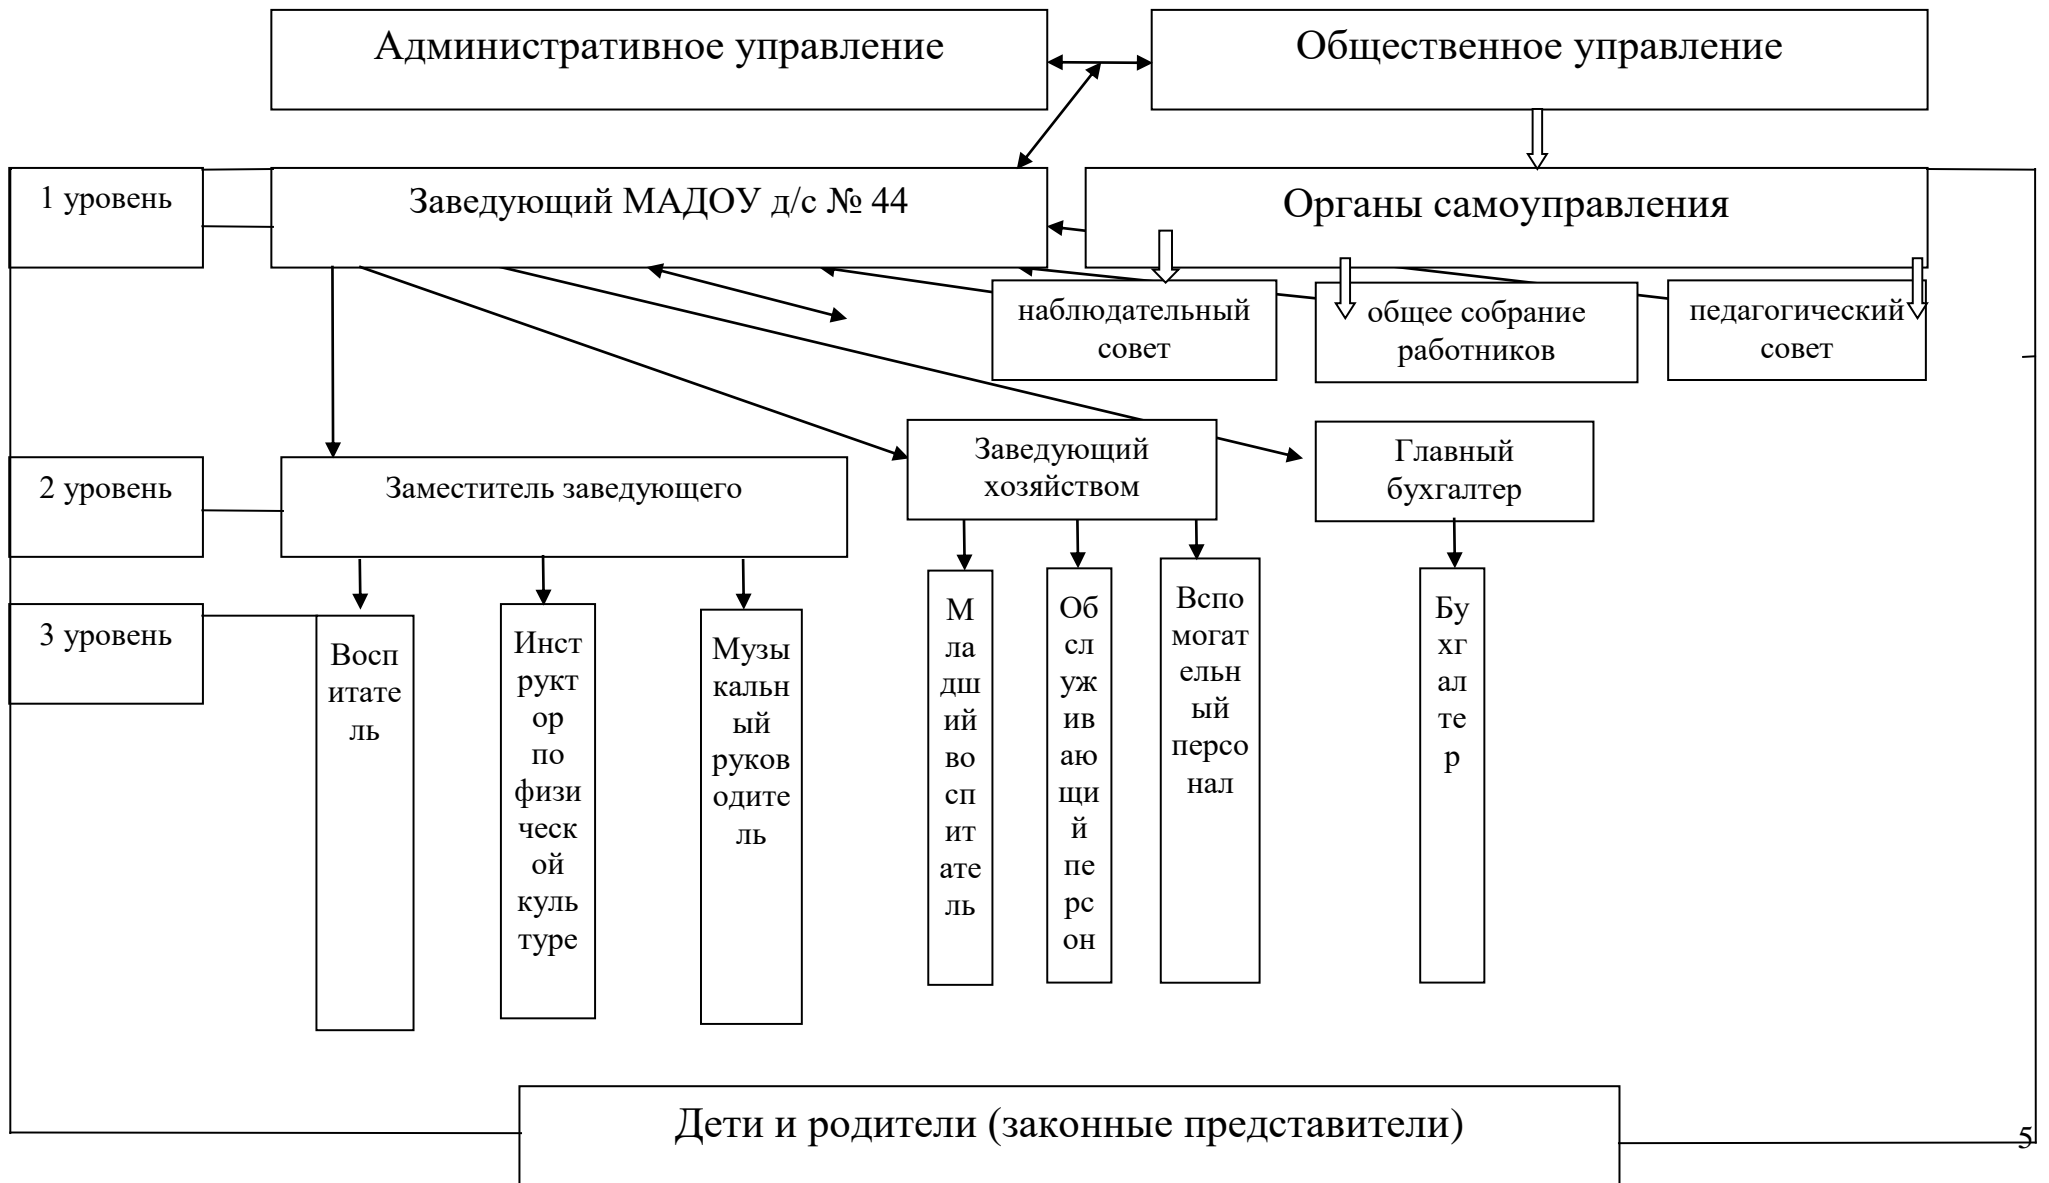 Административное управление
Общественное управление
1 уровень
Заведующий МАДОУ д/с № 44
Органы самоуправления
наблюдательный
совет
общее собрание
работников
педагогический
совет
2 уровень
Заместитель заведующего
Заведующий
хозяйством
Главный
бухгалтер
3 уровень
Восп
итате
ль
Инст
рукт
ор
по
физи
ческ
ой
куль
туре
Музы
кальн
ый
руков
одите
ль
М
ла
дш
ий
во
сп
ит
ате
ль
Об
сл
уж
ив
аю
щи
й
пе
рс
он
Вспо
могат
ельн
ый
персо
нал
Бу
хг
ал
те
р
Дети и родители (законные представители)
5